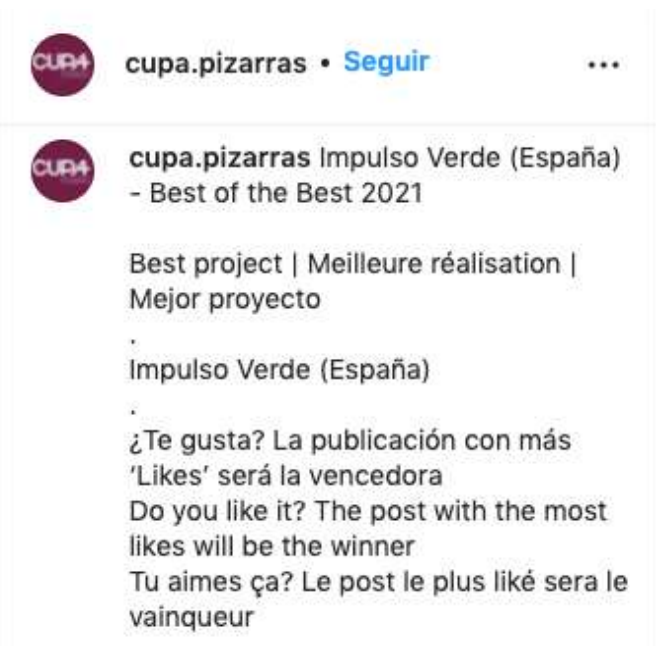 CUPA
cupa.pizarras • Seguir
...
CUPA
cupa.pizarras Impulso Verde (España)
- Best of the Best 2021
Best project | Meilleure réalisation |
Mejor proyecto
.
Impulso Verde (España)
.
¿Te gusta? La publicación con más
‘Likes’ será la vencedora
Do you like it? The post with the most
likes will be the winner
Tu aimes ça? Le post le plus liké sera le
vainqueur